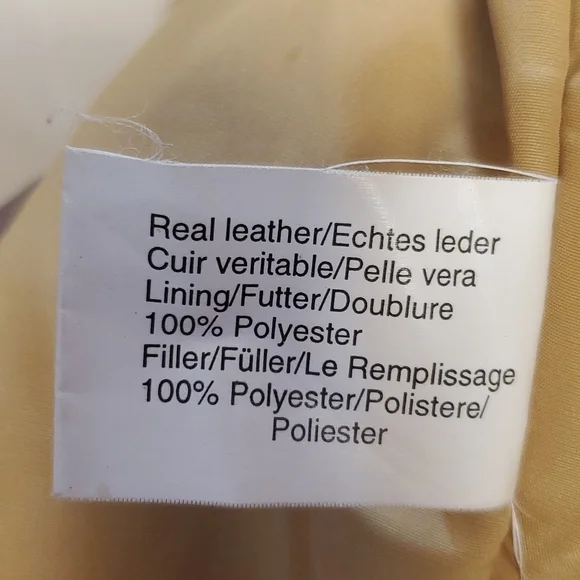 Real leather/Echtes leder
Cuir veritable/Pelle vera
Lining/Futter/Doublure
100% Polyester
Filler/Füller/Le Remplissage
100% Polyester/Polistere/
Poliester